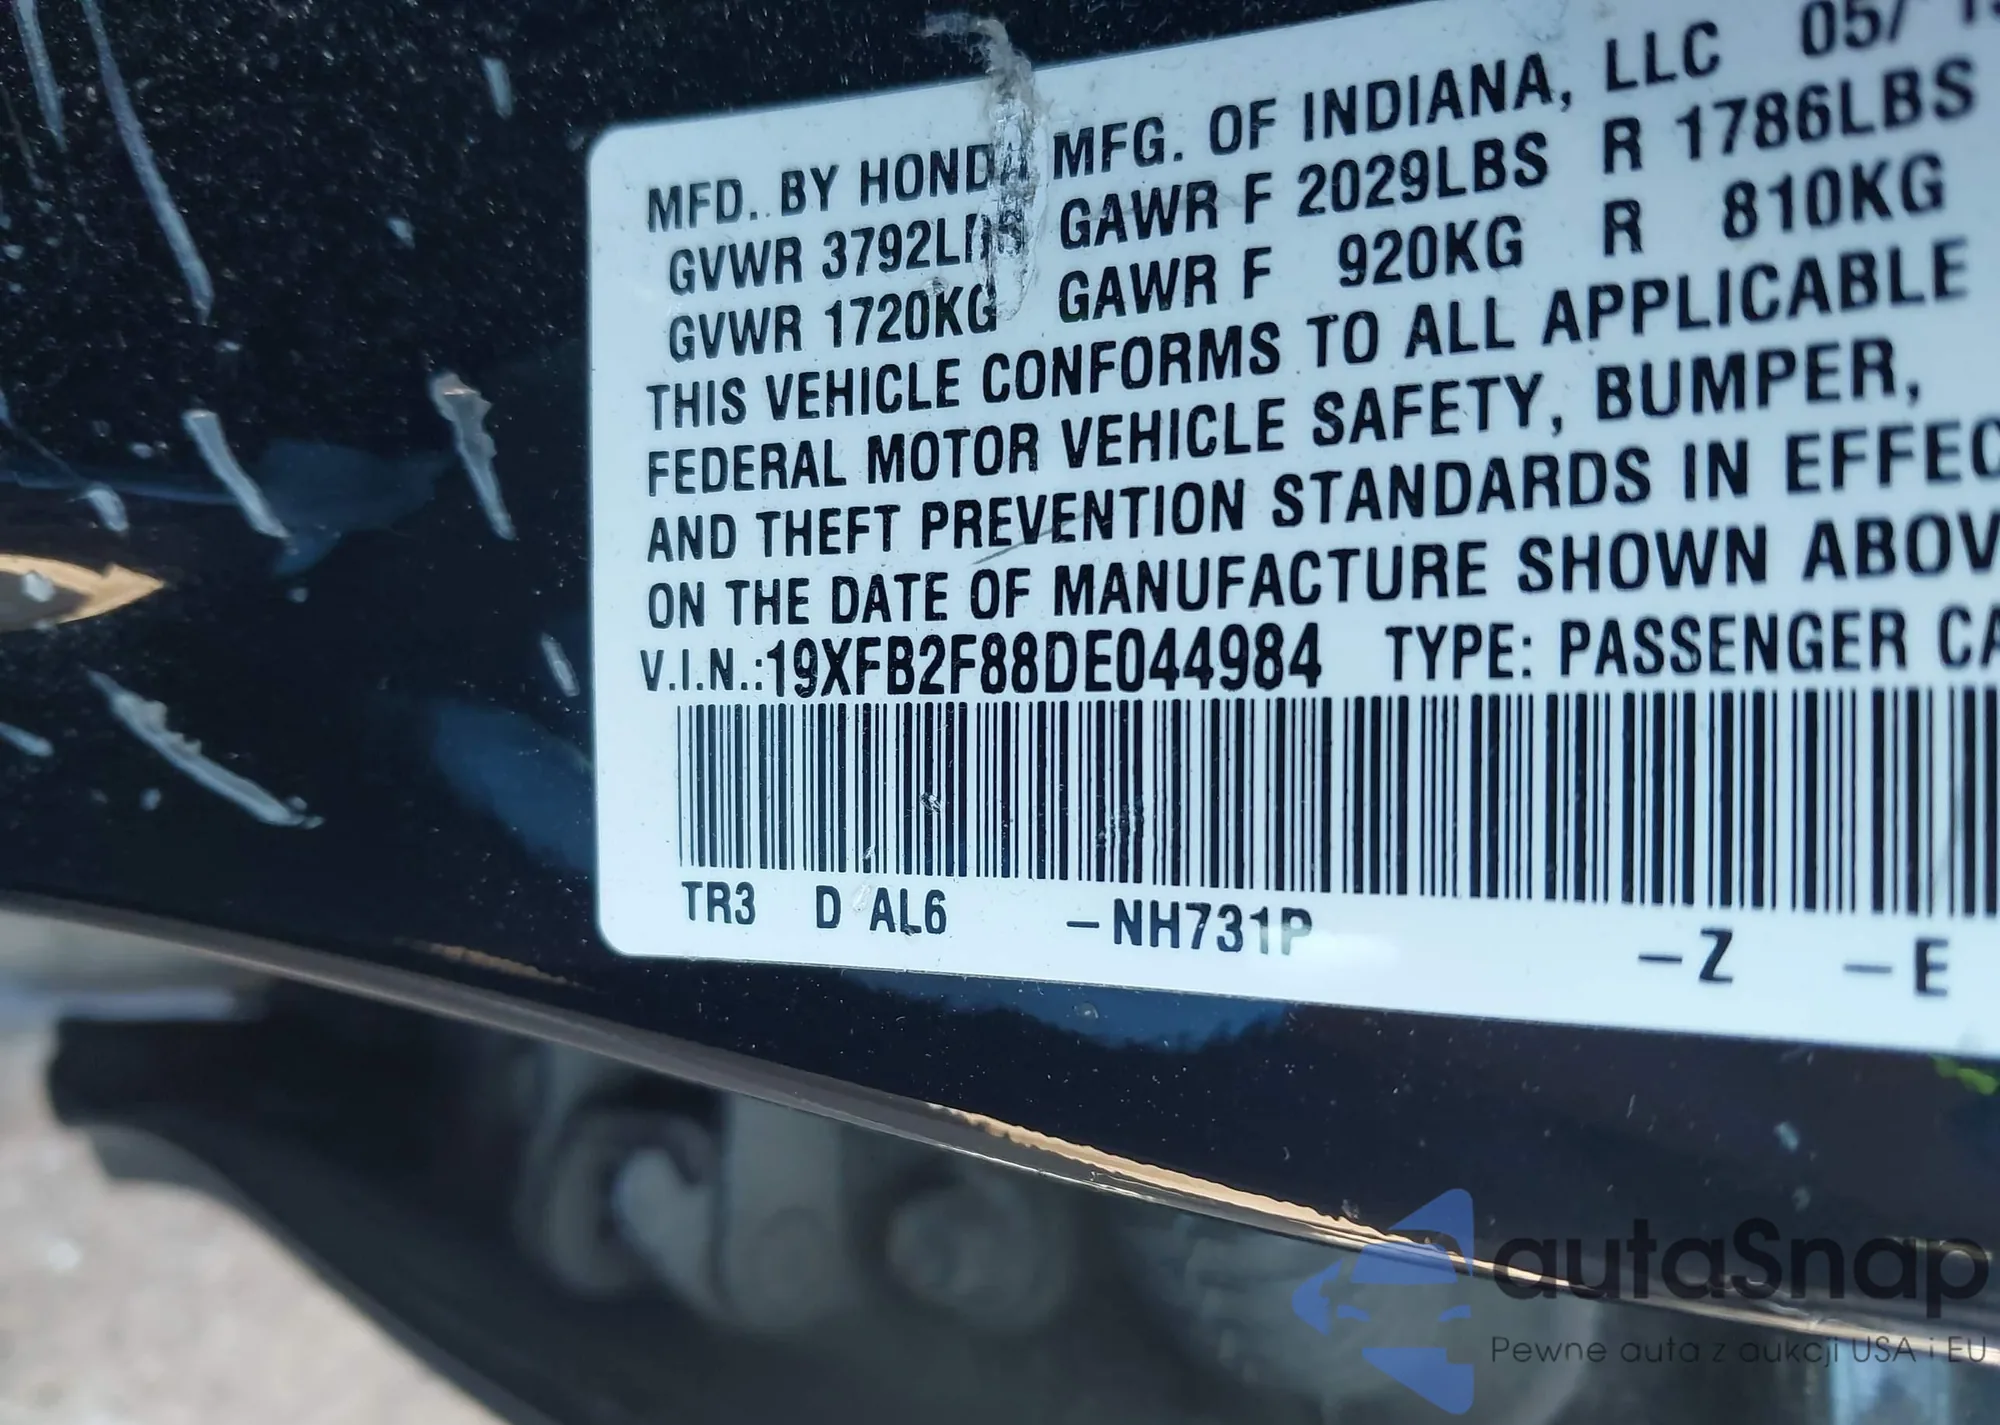 MFD. BY HONDA MFG. OF INDIANA, LLC 05/
GVWR 3792LBS GAWR F 2029LBS R 1786LBS
GVWR 1720KG GAWR F 920KG R 810KG
THIS VEHICLE CONFORMS TO ALL APPLICABLE
FEDERAL MOTOR VEHICLE SAFETY, BUMPER,
AND THEFT PREVENTION STANDARDS IN EFFEC
ON THE DATE OF MANUFACTURE SHOWN ABOV
V.I.N.:19XFB2F88DE044984 TYPE: PASSENGER CA
TR3 D AL6 -NH731P -Z -E
autaSnap
Pewne auta z aukcji USA i EU